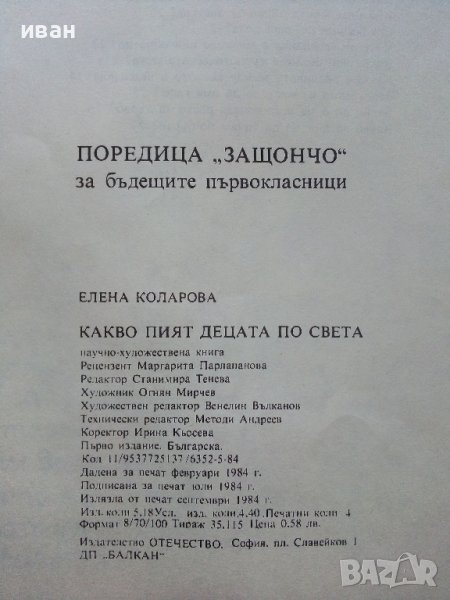 иван
ПОРЕДИЦА „ЗАЩОНЧО“
за бъдещите първокласници
ЕЛЕНА КОЛАРОВА
КАКВО ПИЯТ ДЕЦАТА ПО СВЕТА
научно-художествена книга
Рецензент Маргарита Парлапанова
Редактор Станимира Тенева
Художник Огнян Мирчев
Художествен редактор Венелин Вълканов
Технически редактор Методи Андреев
Коректор Ирина Кьосева
Първо издание. Българска.
Код 11/9537725137/6352-5-84
Дадена за печат февруари 1984 г.
Подписана за печат юли 1984 г.
Излязла от печат септември 1984 г.
Изд. коли 5,18 Усл. изд. коли 4,40. Печатни коли 4
Формат 8/70/100 Тираж 35.115 Цена 0.58 лв.
Издателство ОТЕЧЕСТВО. София, пл. Славейков 1
ДП „БАЛКАН“
BAZAR.bg